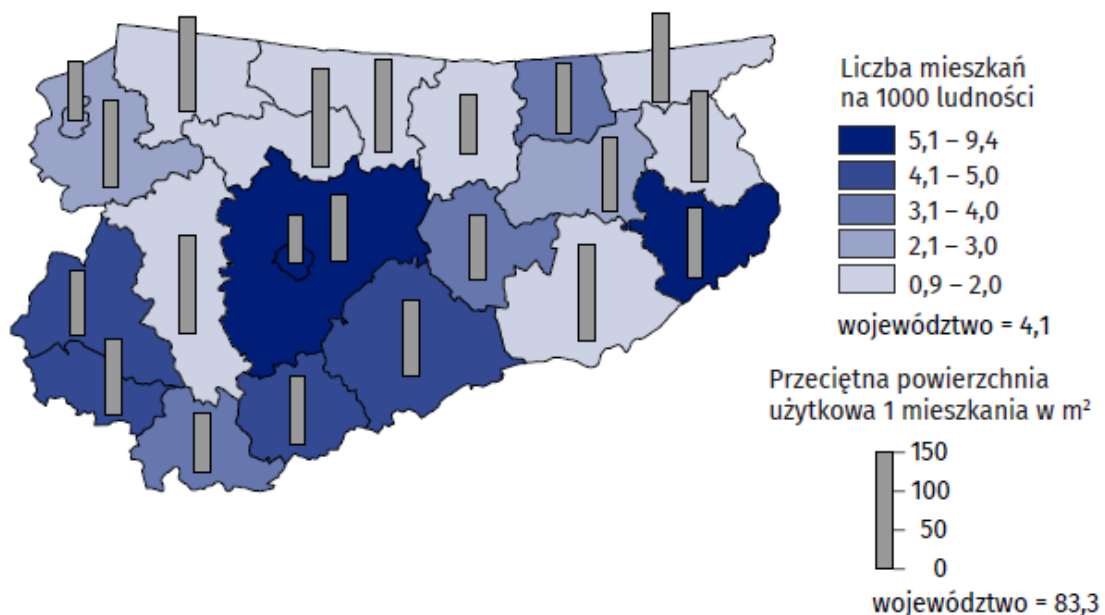 Liczba mieszkań
na 1000 ludności
5,1 – 9,4
4,1 – 5,0
3,1 – 4,0
2,1 – 3,0
0,9 – 2,0
województwo = 4,1
Przeciętna powierzchnia
użytkowa 1 mieszkania w m²
150
100
50
0
województwo = 83,3